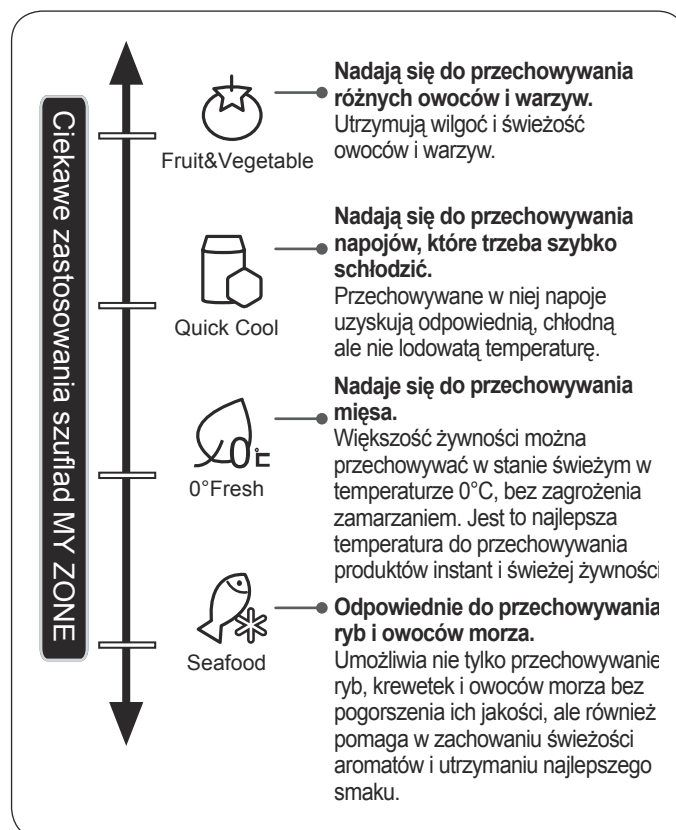 Ciekawe zastosowania szuflad MY ZONE
Nadają się do przechowywania
różnych owoców i warzyw.
Utrzymują wilgoć i świeżość
owoców i warzyw.
Fruit&Vegetable
Nadają się do przechowywania
napojów, które trzeba szybko
schłodzić.
Przechowywane w niej napoje
uzyskują odpowiednią, chłodną
ale nie lodowatą temperaturę.
Quick Cool
Nadaje się do przechowywania
mięsa.
Większość żywności można
przechowywać w stanie świeżym w
temperaturze 0°C, bez zagrożenia
zamarzaniem. Jest to najlepsza
temperatura do przechowywania
produktów instant i świeżej żywności
0°C
0°Fresh
Odpowiednie do przechowywania
ryb i owoców morza.
Umożliwia nie tylko przechowywanie
ryb, krewetek i owoców morza bez
pogorszenia ich jakości, ale również
pomaga w zachowaniu świeżości
aromatów i utrzymaniu najlepszego
smaku.
Seafood